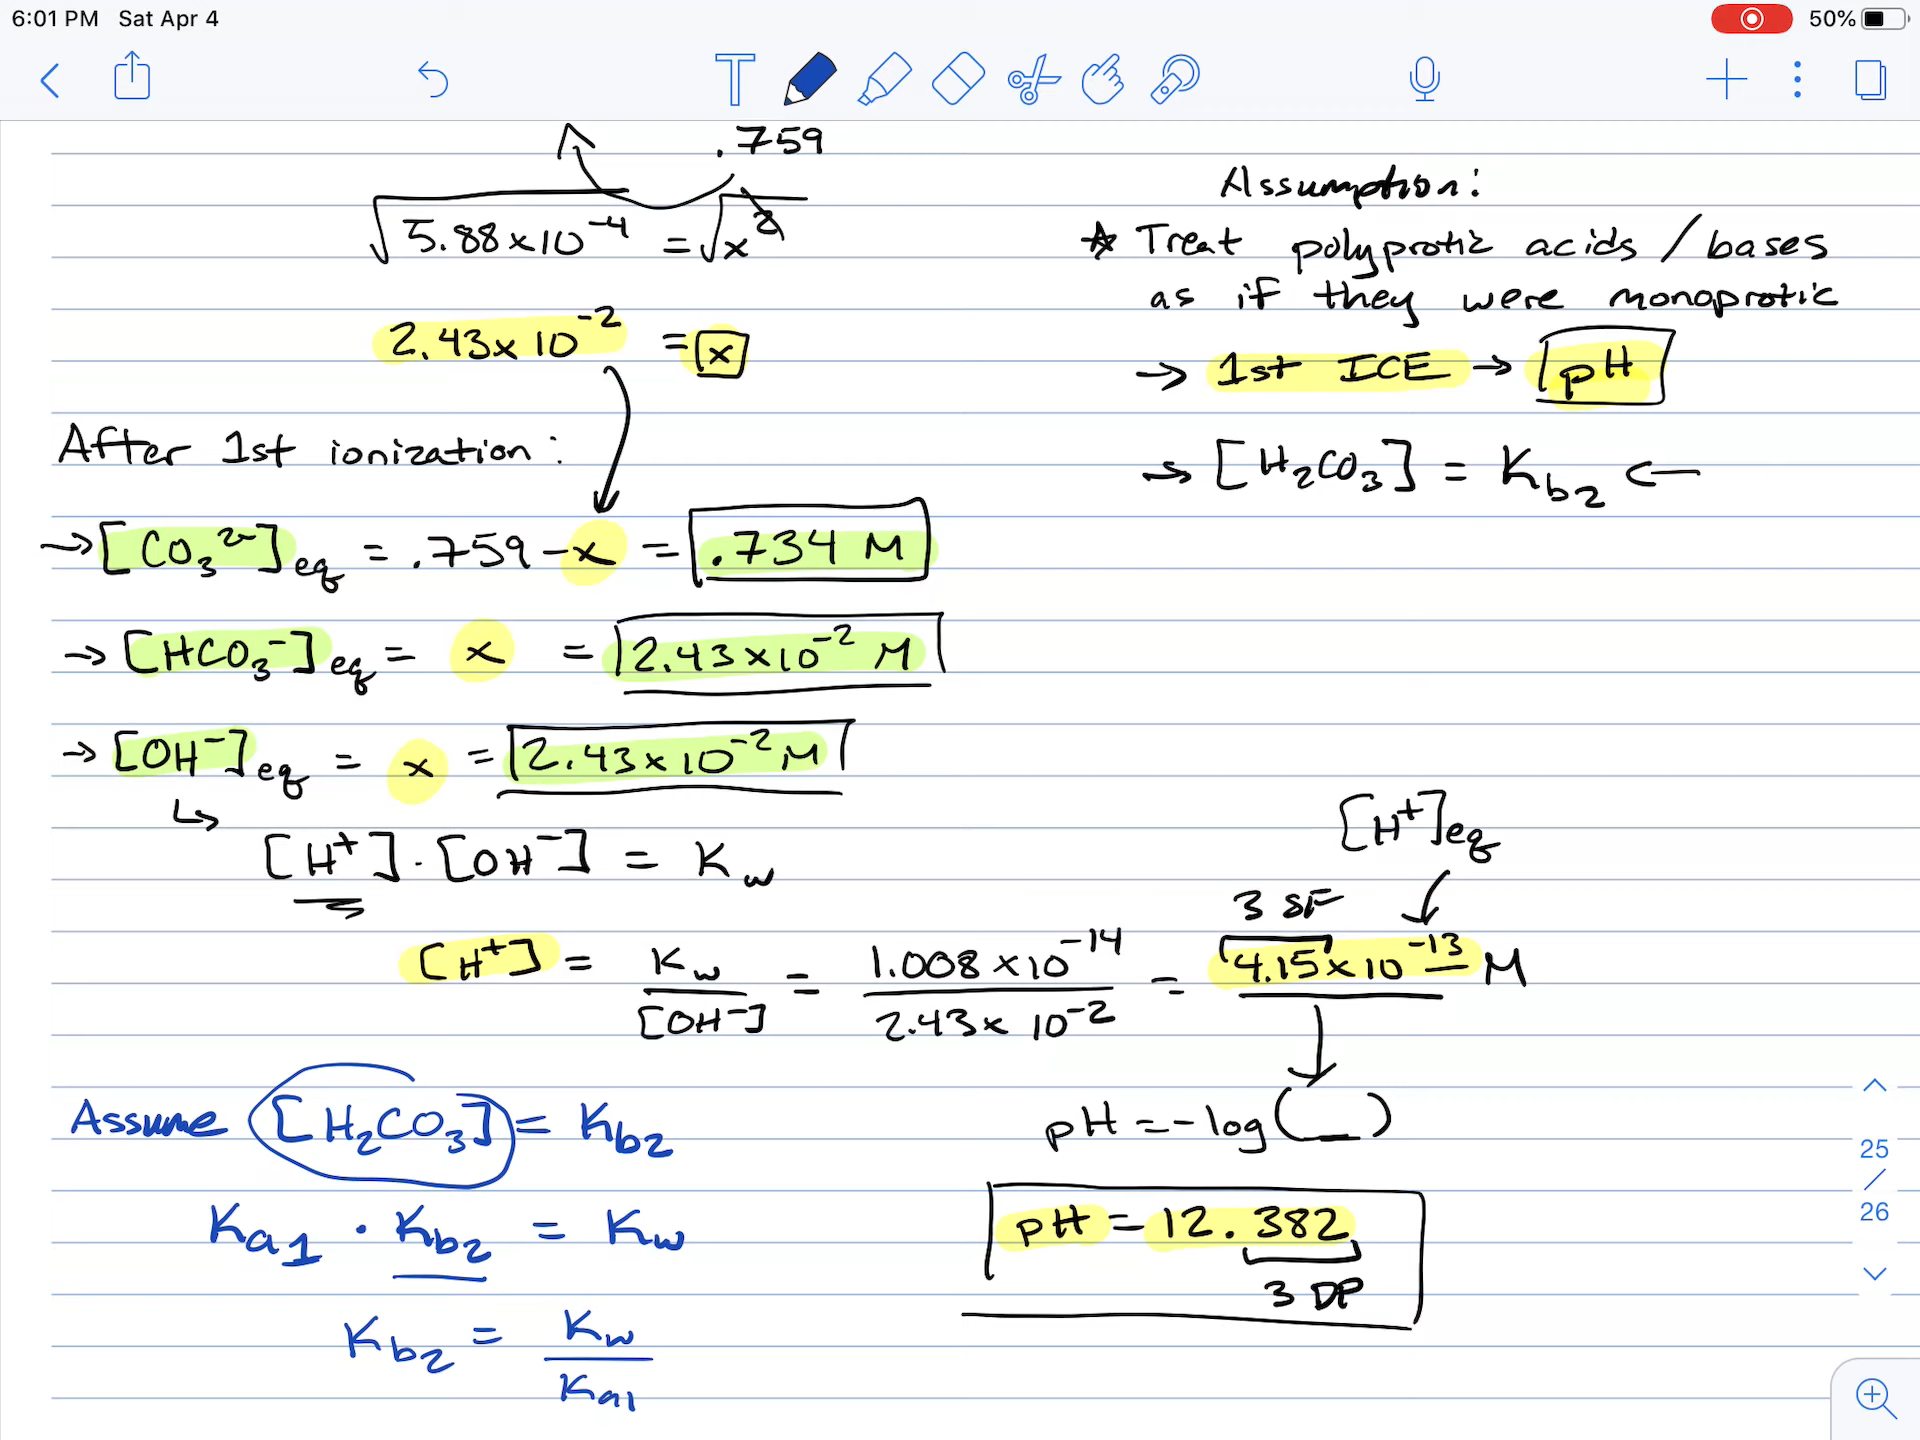 6:01 PM Sat Apr 4
50%
.759
√5.88x10⁻⁴ = √x²
2.43x10⁻² = x
After 1st ionization:
→ [CO₃²⁻]eq = .759 - x = .734 M
→ [HCO₃⁻]eq = x = 2.43x10⁻² M
→ [OH⁻]eq = x = 2.43x10⁻² M
↳ [H⁺]·[OH⁻] = Kw
[H⁺] = Kw/[OH⁻] = 1.008x10⁻¹⁴/2.43x10⁻² = 4.15x10⁻¹³ M
Assume [H₂CO₃] = Kb2
Ka1 · Kb2 = Kw
Kb2 = Kw/Ka1
Assumption:
☆ Treat polyprotic acids / bases
as if they were monoprotic
→ 1st ICE → pH
→ [H₂CO₃] = Kb2 ←
[H⁺]eq
3 SF
pH = -log(__)
pH = 12.382
3 DP
25
/
26